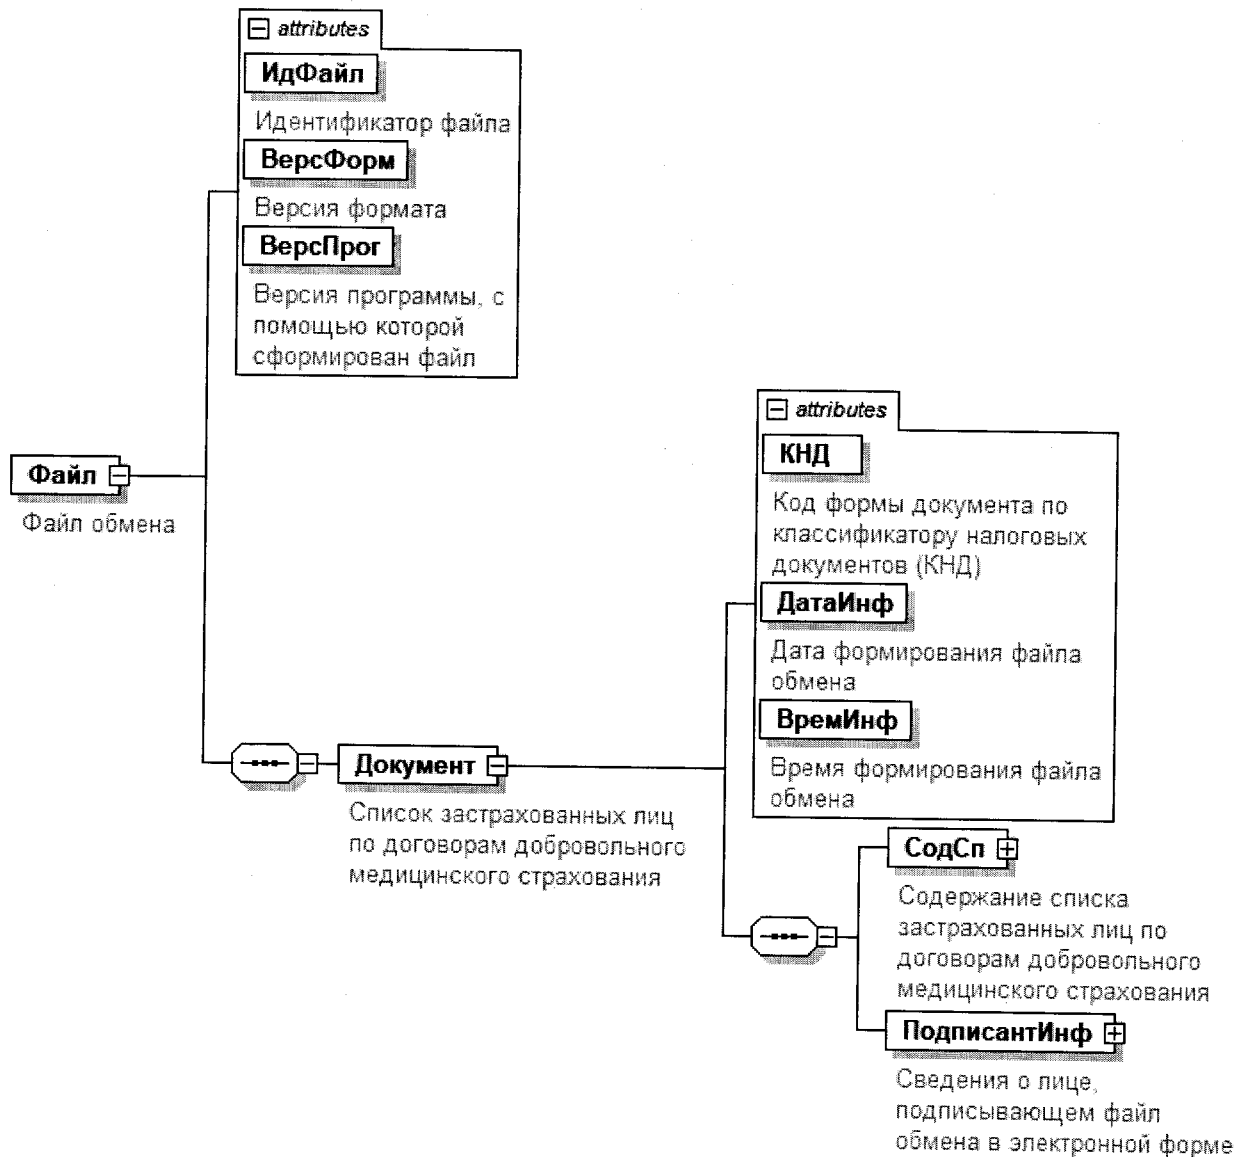 attributes
ИдФайл
Идентификатор файла
ВерсФорм
Версия формата
ВерсПрог
Версия программы, с
помощью которой
сформирован файл
Файл
Файл обмена
attributes
КНД
Код формы документа по
классификатору налоговых
документов (КНД)
ДатаИнф
Дата формирования файла
обмена
ВремИнф
Время формирования файла
обмена
Документ
Список застрахованных лиц
по договорам добровольного
медицинского страхования
СодСп
Содержание списка
застрахованных лиц по
договорам добровольного
медицинского страхования
ПодписантИнф
Сведения о лице,
подписывающем файл
обмена в электронной форме